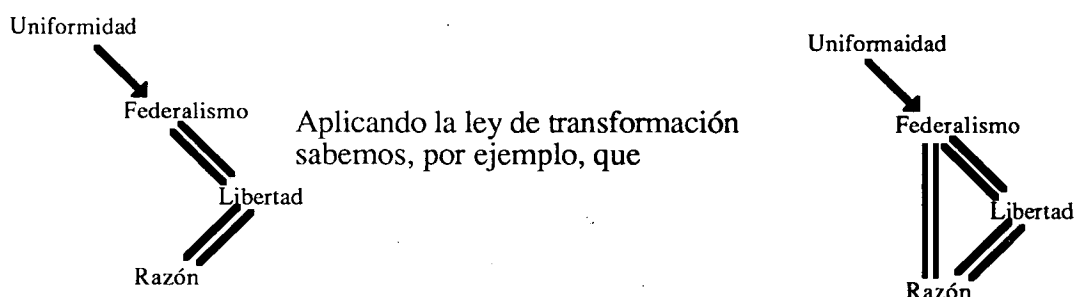 Uniformidad
Federalismo
Libertad
Razón
Aplicando la ley de transformación
sabemos, por ejemplo, que
Uniformaidad
Federalismo
Libertad
Razón